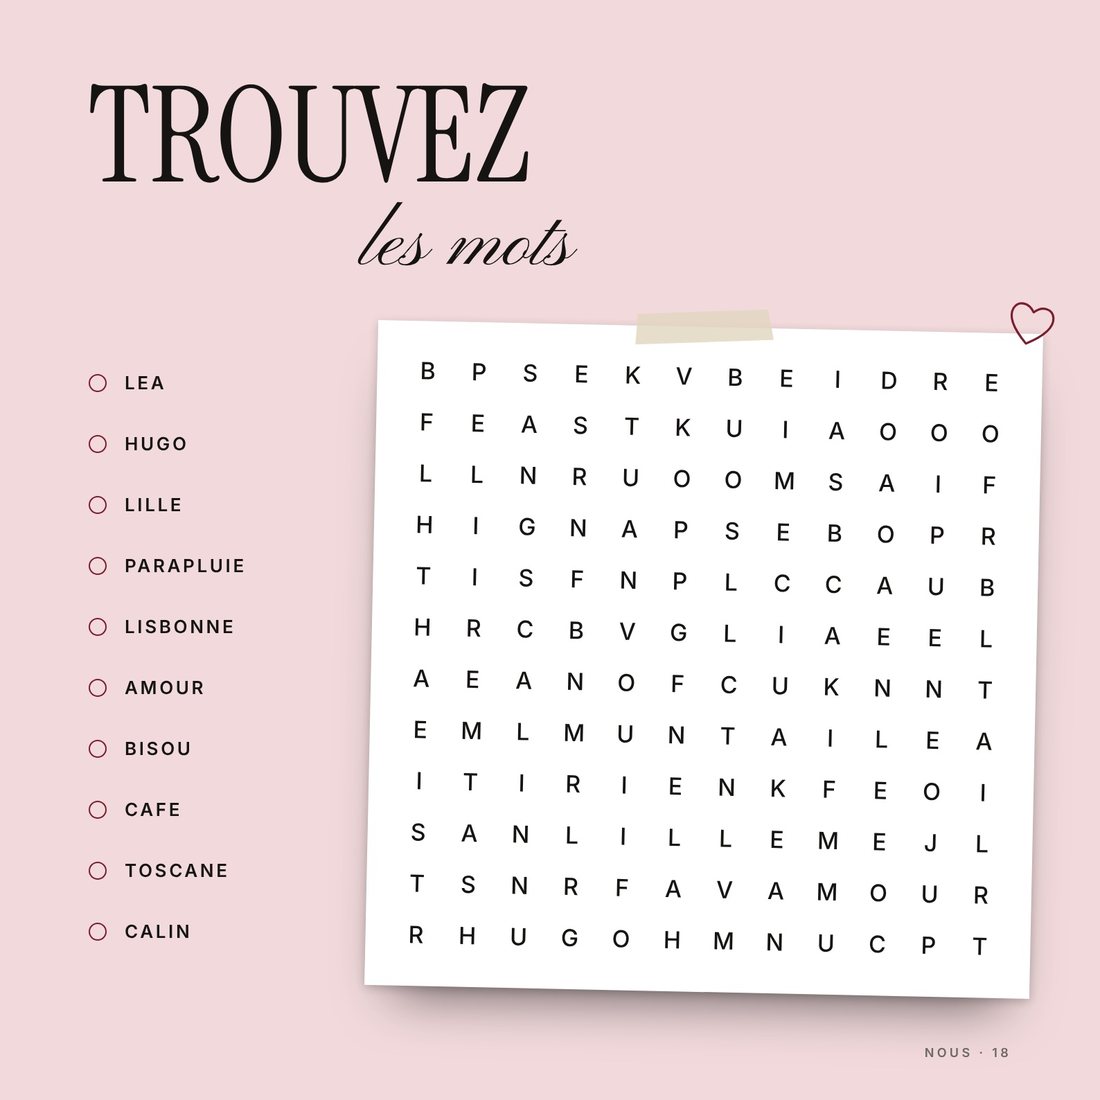 TROUVEZ
les mots
LEA
HUGO
LILLE
PARAPLUIE
LISBONNE
AMOUR
BISOU
CAFE
TOSCANE
CALIN
B P S E K V B E I D R E
F E A S T K U I A O O O
L L N R U O O M S A I F
H I G N A P S E B O P R
T I S F N P L C C A U B
H R C B V G L I A E E L
A E A N O F C U K N N T
E M L M U N T A I L E A
I T I R I E N K F E O I
S A N L I L L E M E J L
T S N R F A V A M O U R
R H U G O H M N U C P T
NOUS · 18